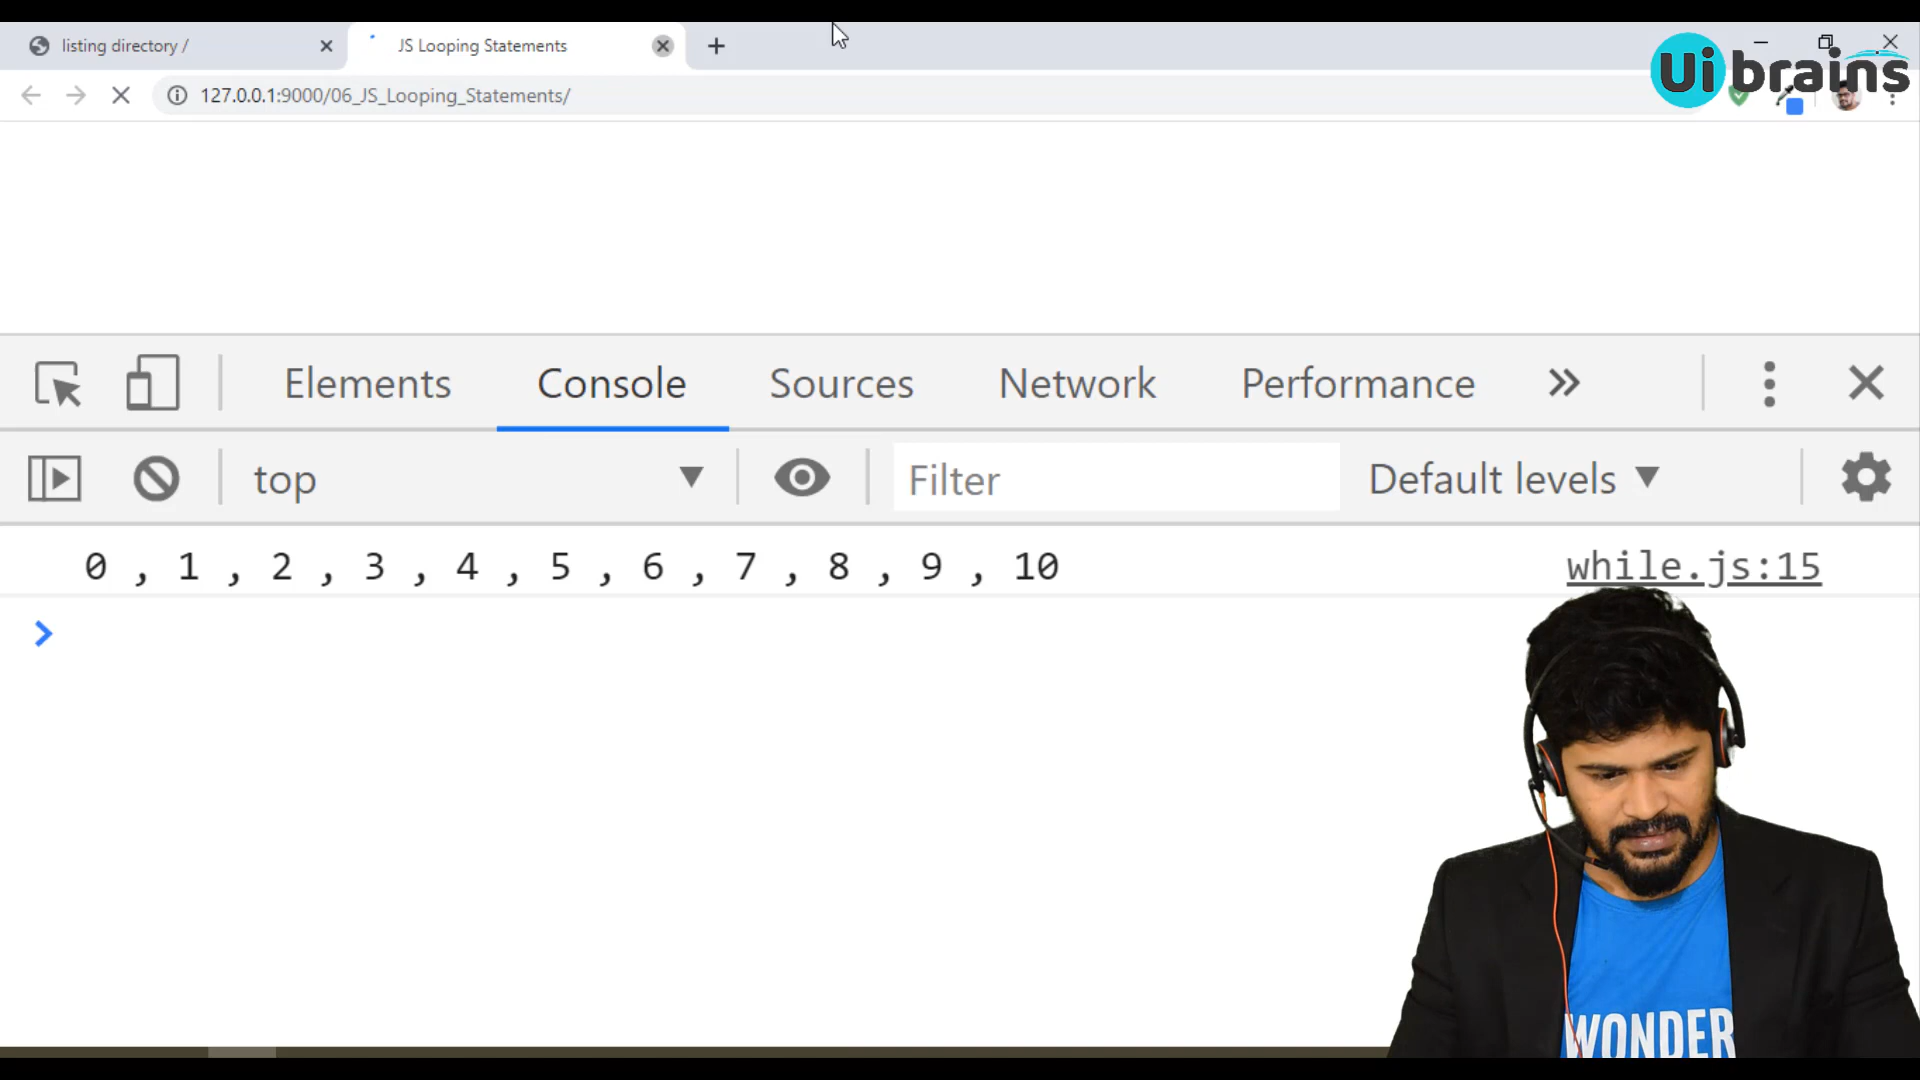 listing directory /
JS Looping Statements
127.0.0.1:9000/06_JS_Looping_Statements/
Ui brains
Elements
Console
Sources
Network
Performance
top
Filter
Default levels
0 , 1 , 2 , 3 , 4 , 5 , 6 , 7 , 8 , 9 , 10
while.js:15
WONDER